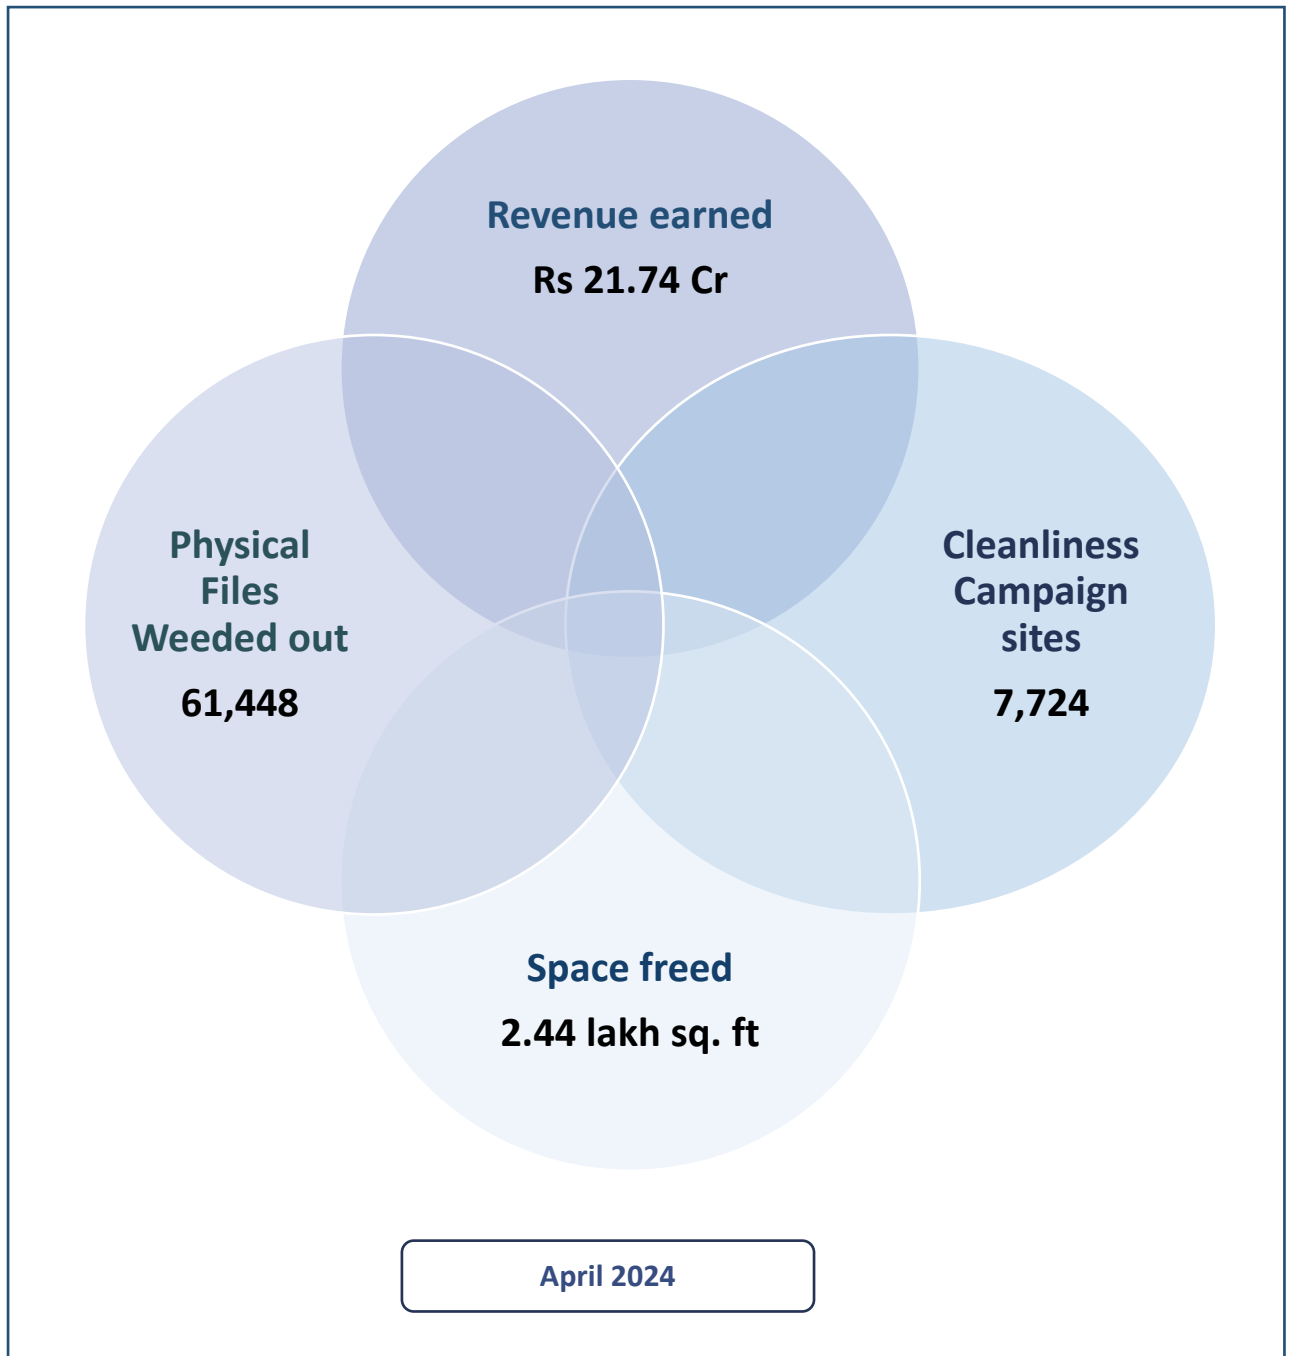 Revenue earned
Rs 21.74 Cr
Physical
Files
Weeded out
61,448
Cleanliness
Campaign
sites
7,724
Space freed
2.44 lakh sq. ft
April 2024